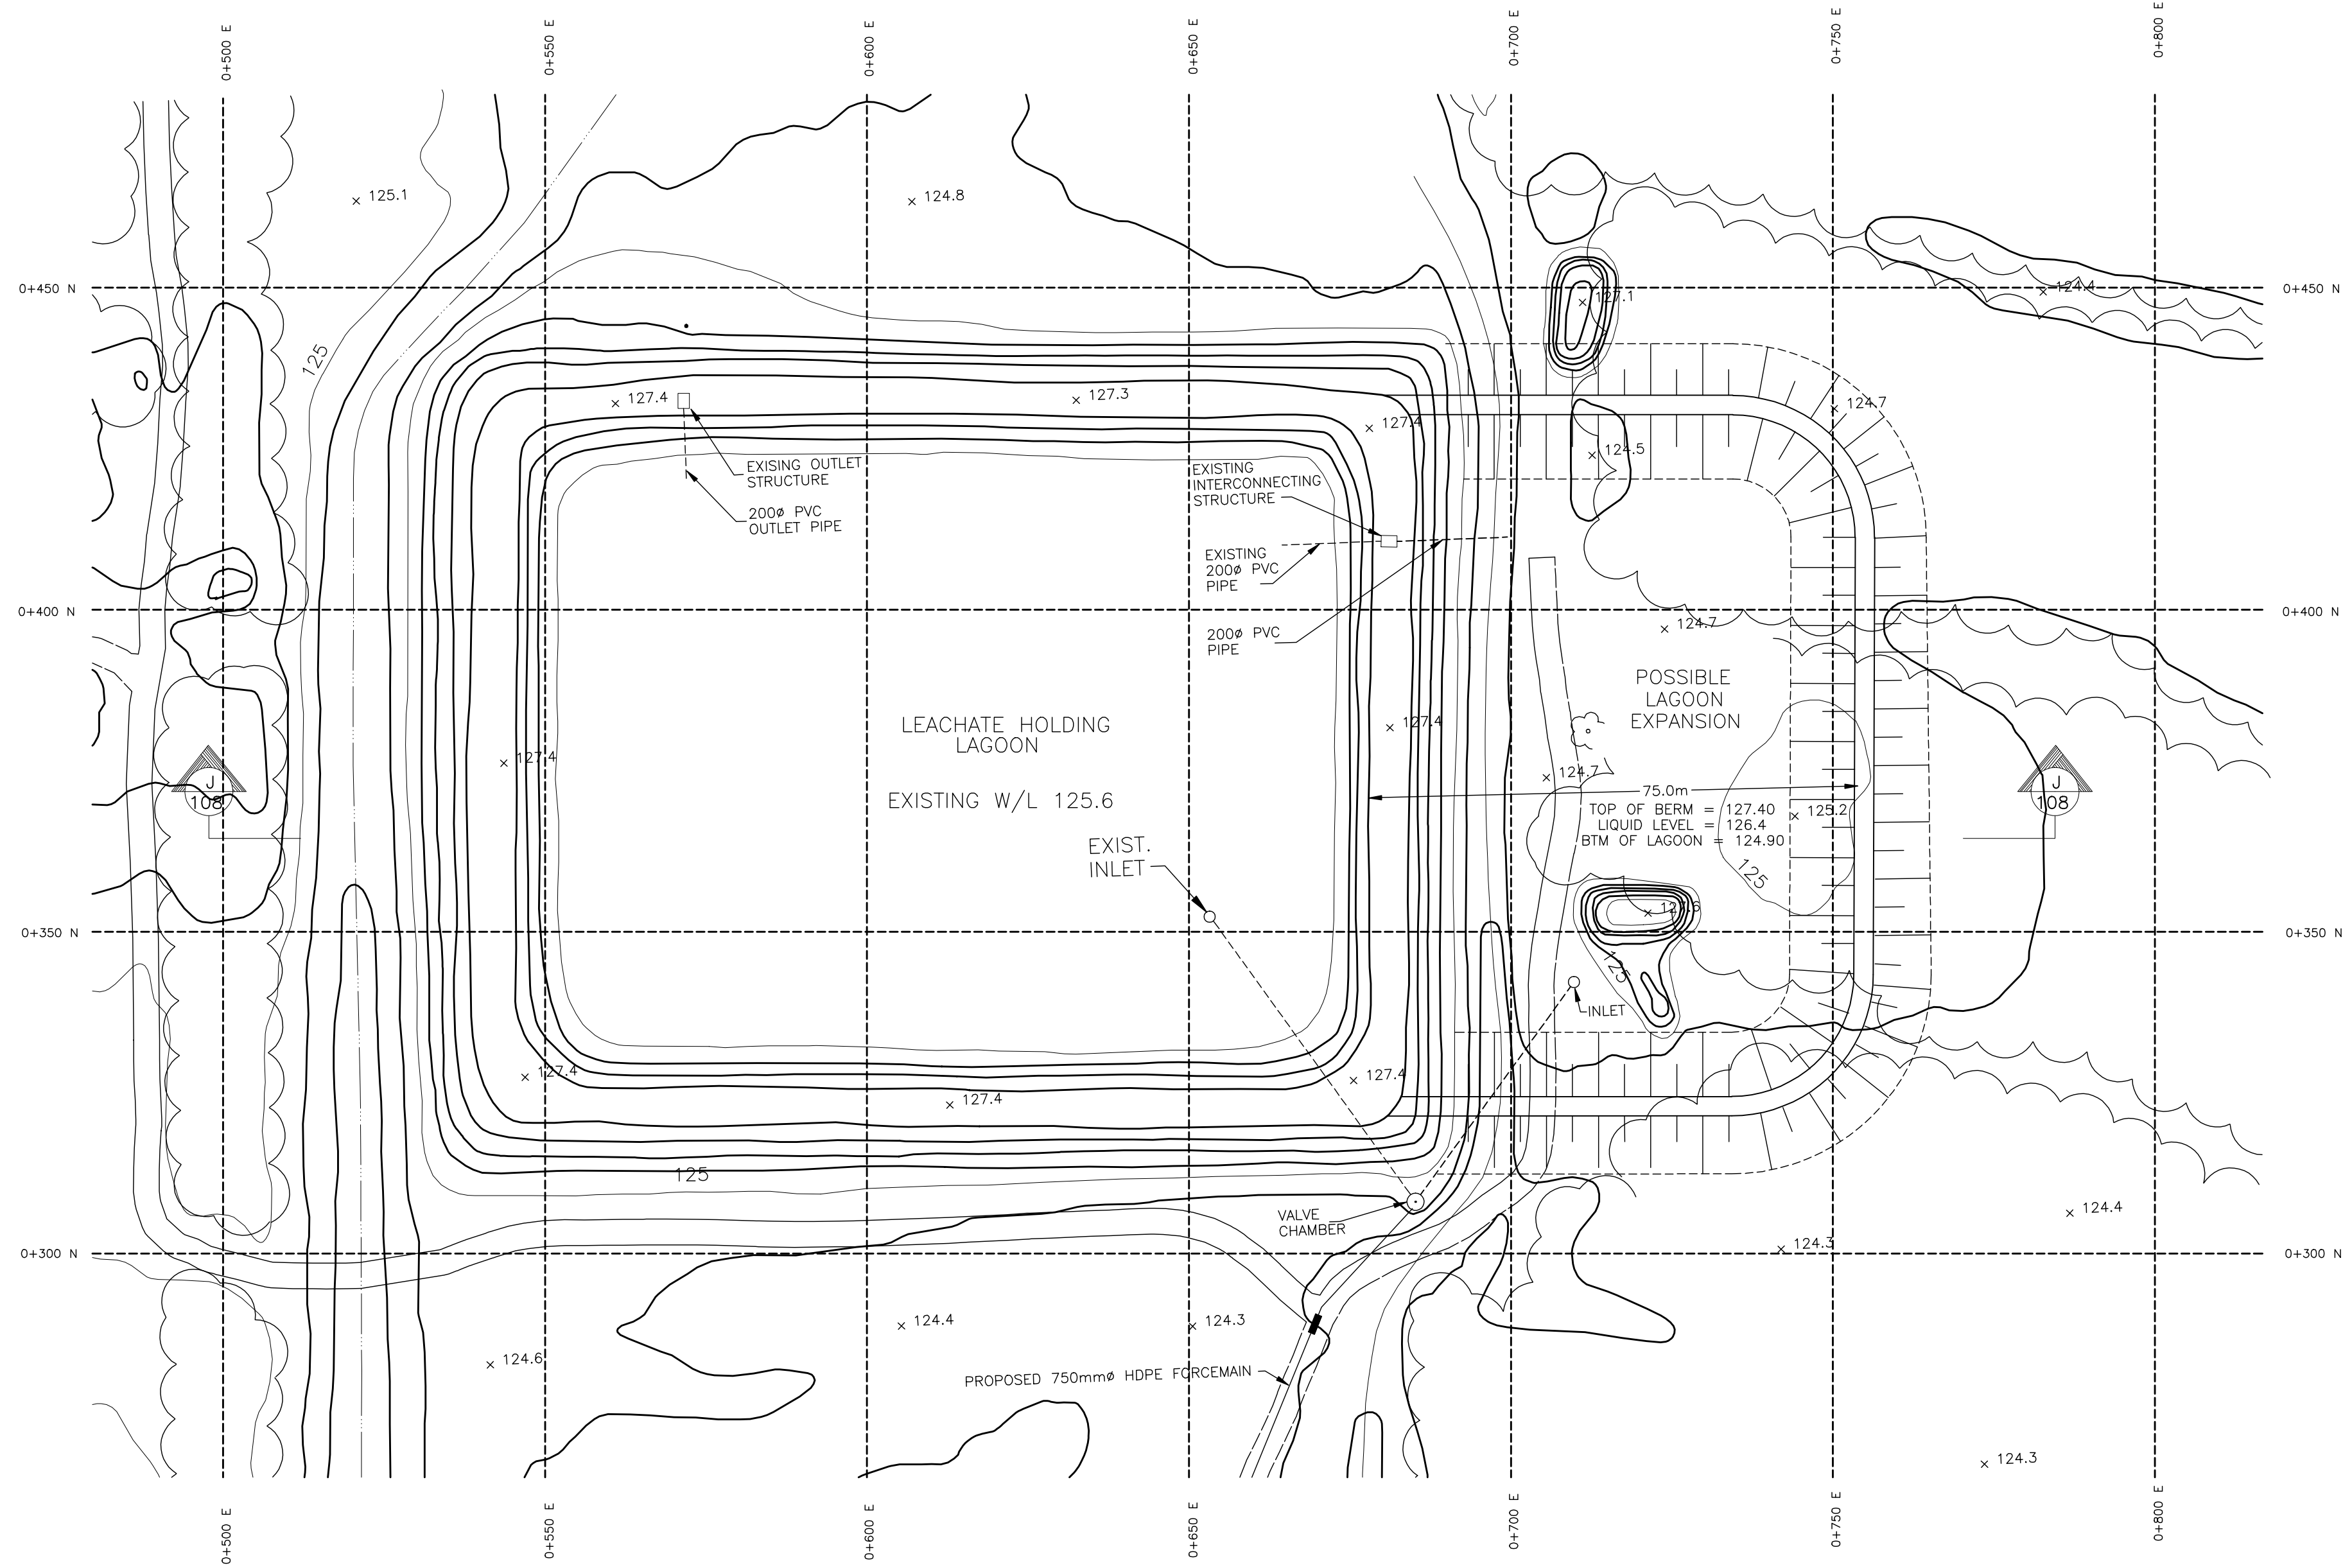 0+500 E
0+550 E
0+600 E
0+650 E
0+700 E
0+750 E
0+800 E
125.1
124.8
0+450 N
0+450 N
127.1
124.4
125
127.4
127.3
127.4
124.7
124.5
EXISING OUTLET
STRUCTURE
200ø PVC
OUTLET PIPE
EXISTING
INTERCONNECTING
STRUCTURE
EXISTING
200ø PVC
PIPE
200ø PVC
PIPE
0+400 N
0+400 N
124.7
POSSIBLE
LAGOON
EXPANSION
LEACHATE HOLDING
LAGOON
EXISTING W/L 125.6
127.4
127.4
124.7
J
108
J
108
75.0m
TOP OF BERM = 127.40
LIQUID LEVEL = 126.4
BTM OF LAGOON = 124.90
125.2
125
EXIST.
INLET
127.6
0+350 N
0+350 N
125
INLET
127.4
127.4
127.4
125
VALVE
CHAMBER
124.4
124.3
0+300 N
0+300 N
124.4
124.3
124.6
PROPOSED 750mmø HDPE FORCEMAIN
124.3
0+500 E
0+550 E
0+600 E
0+650 E
0+700 E
0+750 E
0+800 E